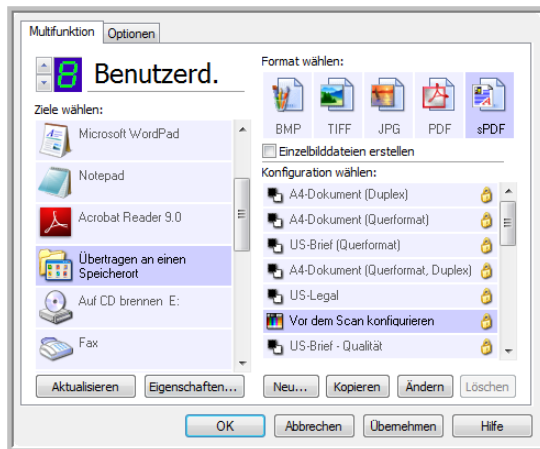 Multifunktion
Optionen
8 Benutzerd.
Ziele wählen:
Microsoft WordPad
Notepad
Acrobat Reader 9.0
Übertragen an einen
Speicherort
Auf CD brennen E:
Fax
Aktualisieren
Eigenschaften...
Format wählen:
BMP
TIFF
JPG
PDF
sPDF
Einzelbilddateien erstellen
Konfiguration wählen:
A4-Dokument (Duplex)
A4-Dokument (Querformat)
US-Brief (Querformat)
A4-Dokument (Querformat, Duplex)
US-Legal
Vor dem Scan konfigurieren
US-Brief - Qualität
Neu...
Kopieren
Ändern
Löschen
OK
Abbrechen
Übernehmen
Hilfe